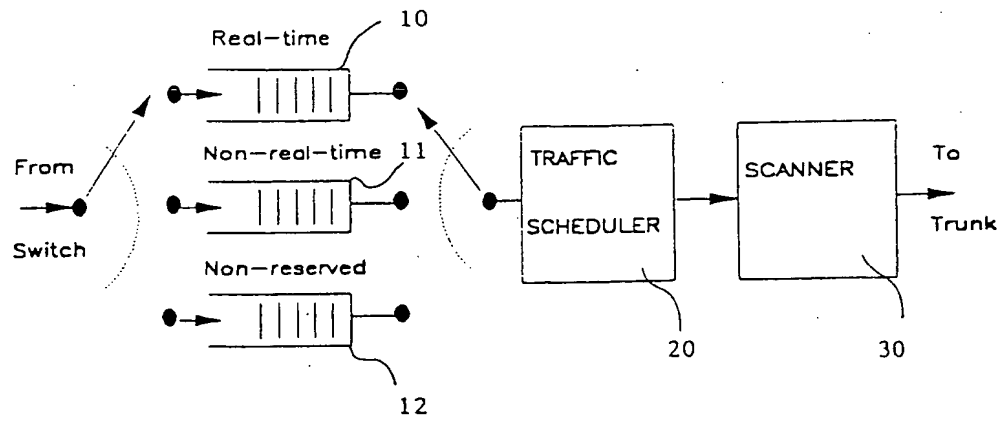 10
Real-time
Non-real-time 11
From
Switch
Non-reserved
12
TRAFFIC
SCHEDULER
20
SCANNER
30
To
Trunk